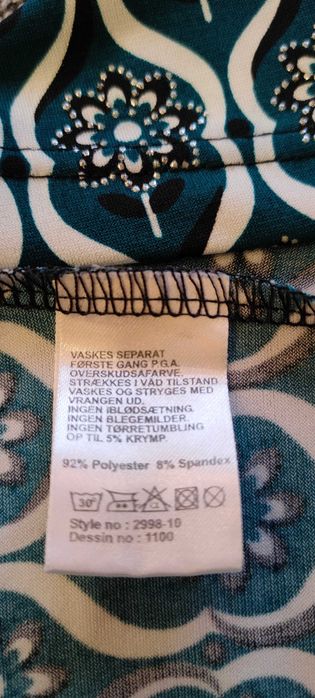 VASKES SEPARAT
FØRSTE GANG P.G.A.
OVERSKUDSAFARVE.
STRÆKKES I VÅD TILSTAND
VASKES OG STRYGES MED
VRANGEN UD.
INGEN IBLØDSÆTNING.
INGEN BLEGEMILDER.
INGEN TØRRETUMBLING
OP TIL 5% KRYMP.
92% Polyester 8% Spandex
30°
Style no : 2998-10
Dessin no : 1100